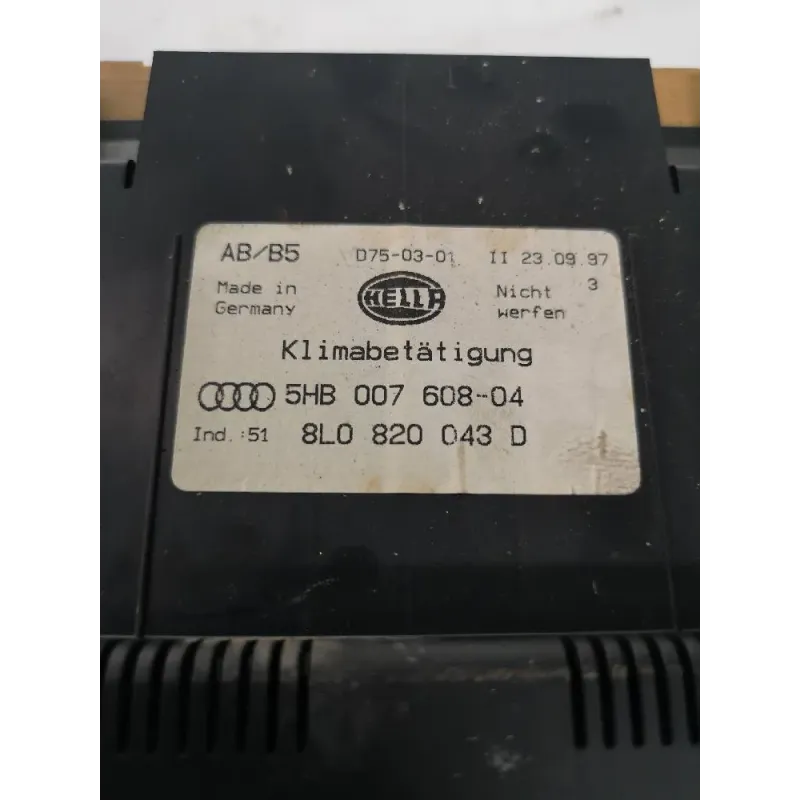 AB/B5 D75-03-01 II 23.09.97
Made in HELLA Nicht 3
Germany werfen
Klimabetätigung
5HB 007 608-04
Ind.:51 8L0 820 043 D